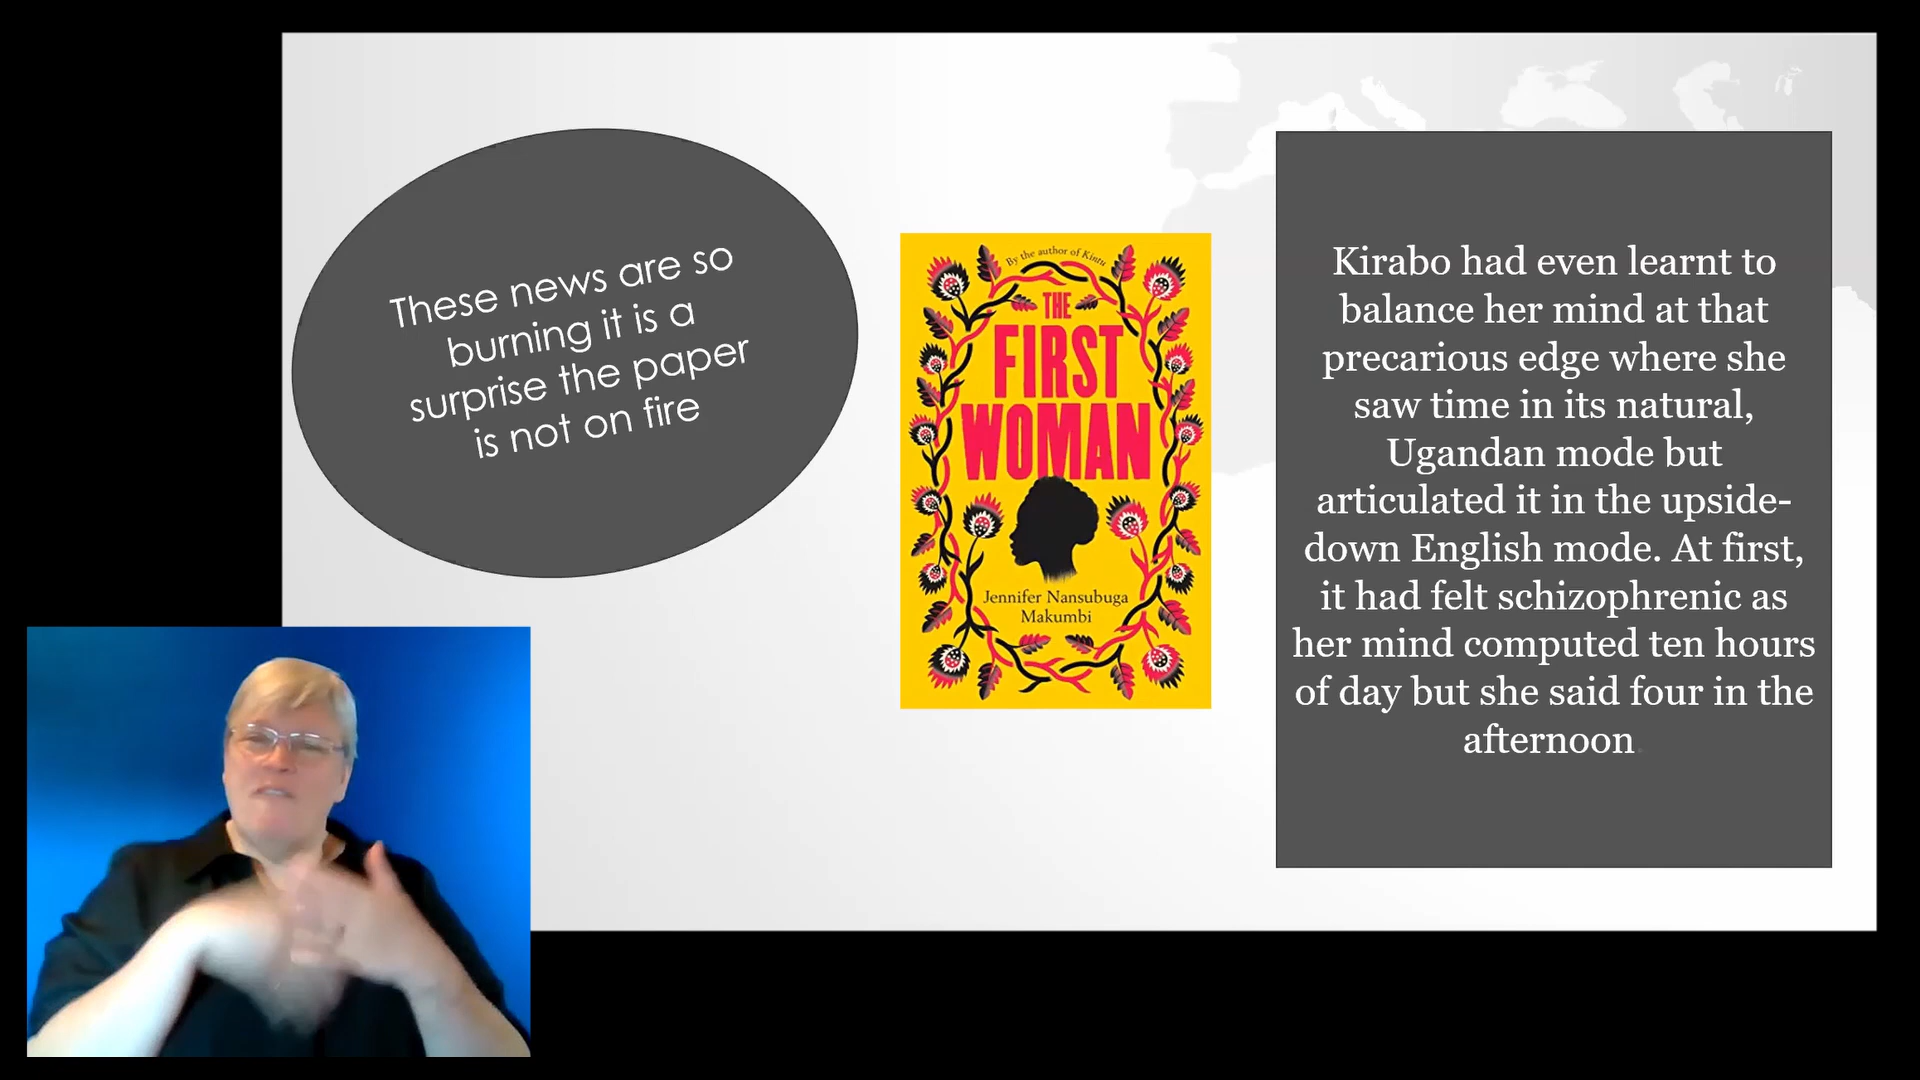 These news are so
burning it is a
surprise the paper
is not on fire
By the author of Kintu
THE
FIRST
WOMAN
Jennifer Nansubuga
Makumbi
Kirabo had even learnt to
balance her mind at that
precarious edge where she
saw time in its natural,
Ugandan mode but
articulated it in the upside-
down English mode. At first,
it had felt schizophrenic as
her mind computed ten hours
of day but she said four in the
afternoon.